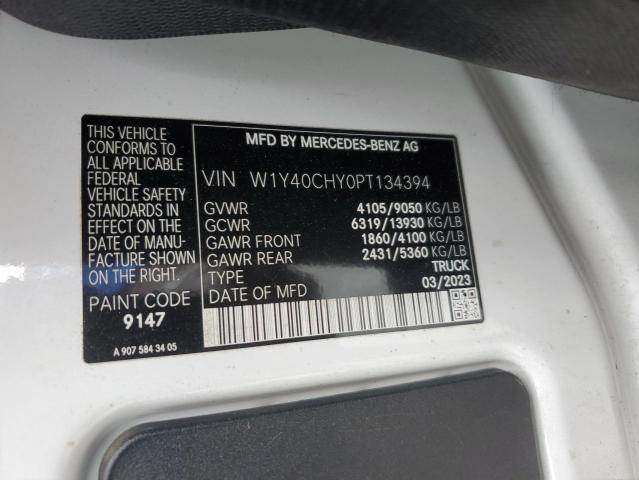 THIS VEHICLE
CONFORMS TO
ALL APPLICABLE
FEDERAL
VEHICLE SAFETY
STANDARDS IN
EFFECT ON THE
DATE OF MANU-
FACTURE SHOWN
ON THE RIGHT.
PAINT CODE
9147
A 907 584 34 05
MFD BY MERCEDES-BENZ AG
VIN W1Y40CHY0PT134394
GVWR 4105/9050 KG/LB
GCWR 6319/13930 KG/LB
GAWR FRONT 1860/4100 KG/LB
GAWR REAR 2431/5360 KG/LB
TYPE TRUCK
DATE OF MFD 03/2023